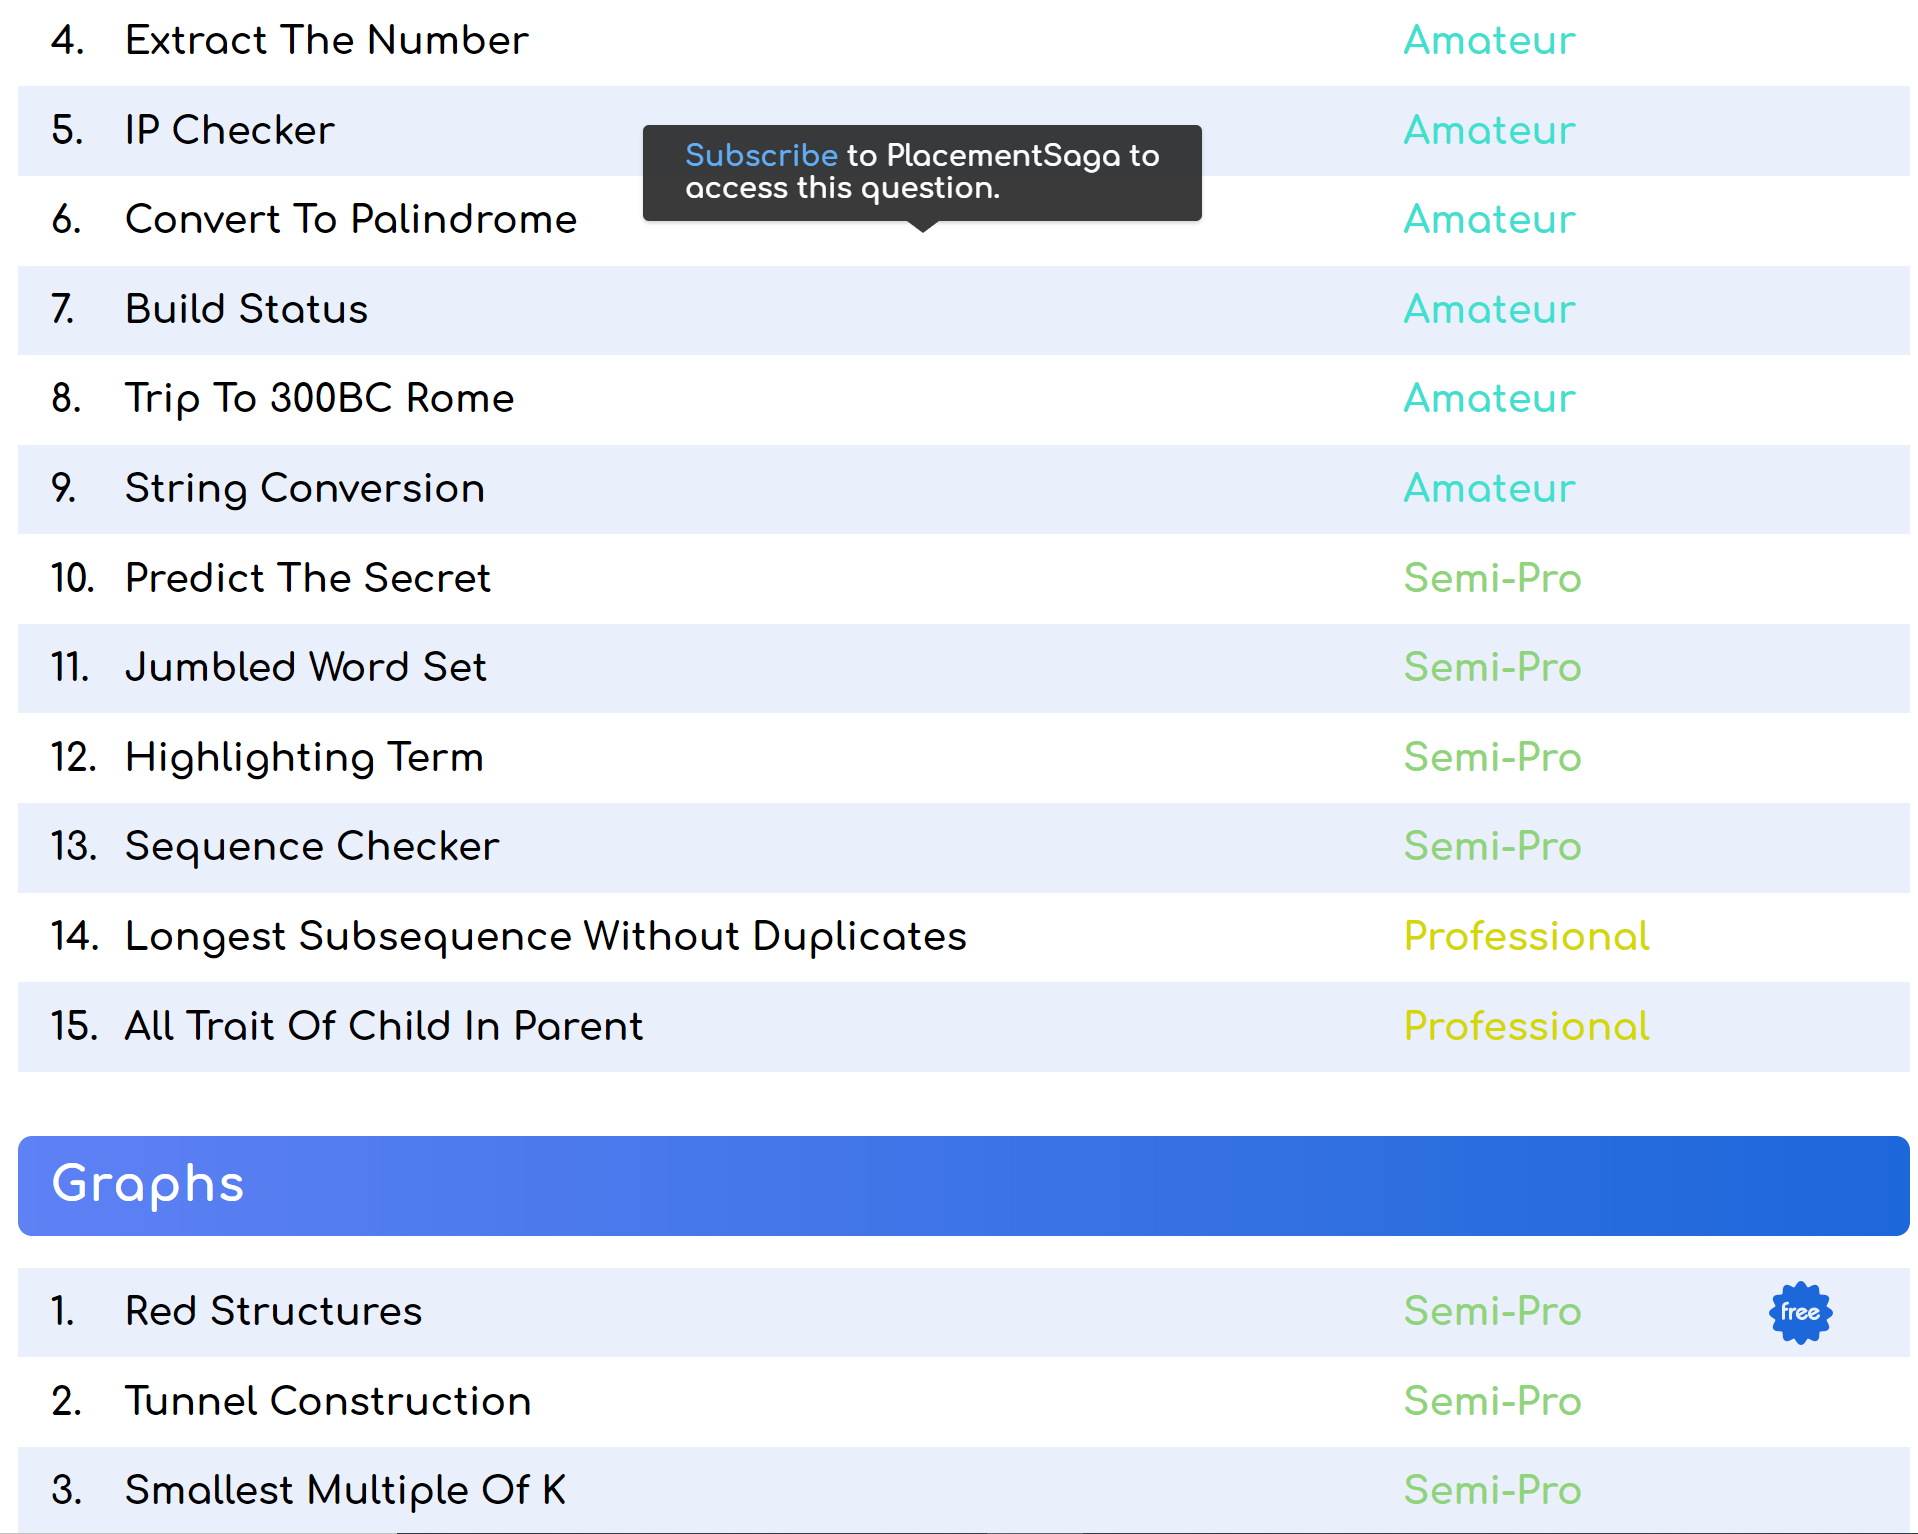 4. Extract The Number Amateur
5. IP Checker Amateur
Subscribe to PlacementSaga to
access this question.
6. Convert To Palindrome Amateur
7. Build Status Amateur
8. Trip To 300BC Rome Amateur
9. String Conversion Amateur
10. Predict The Secret Semi-Pro
11. Jumbled Word Set Semi-Pro
12. Highlighting Term Semi-Pro
13. Sequence Checker Semi-Pro
14. Longest Subsequence Without Duplicates Professional
15. All Trait Of Child In Parent Professional
Graphs
1. Red Structures Semi-Pro free
2. Tunnel Construction Semi-Pro
3. Smallest Multiple Of K Semi-Pro